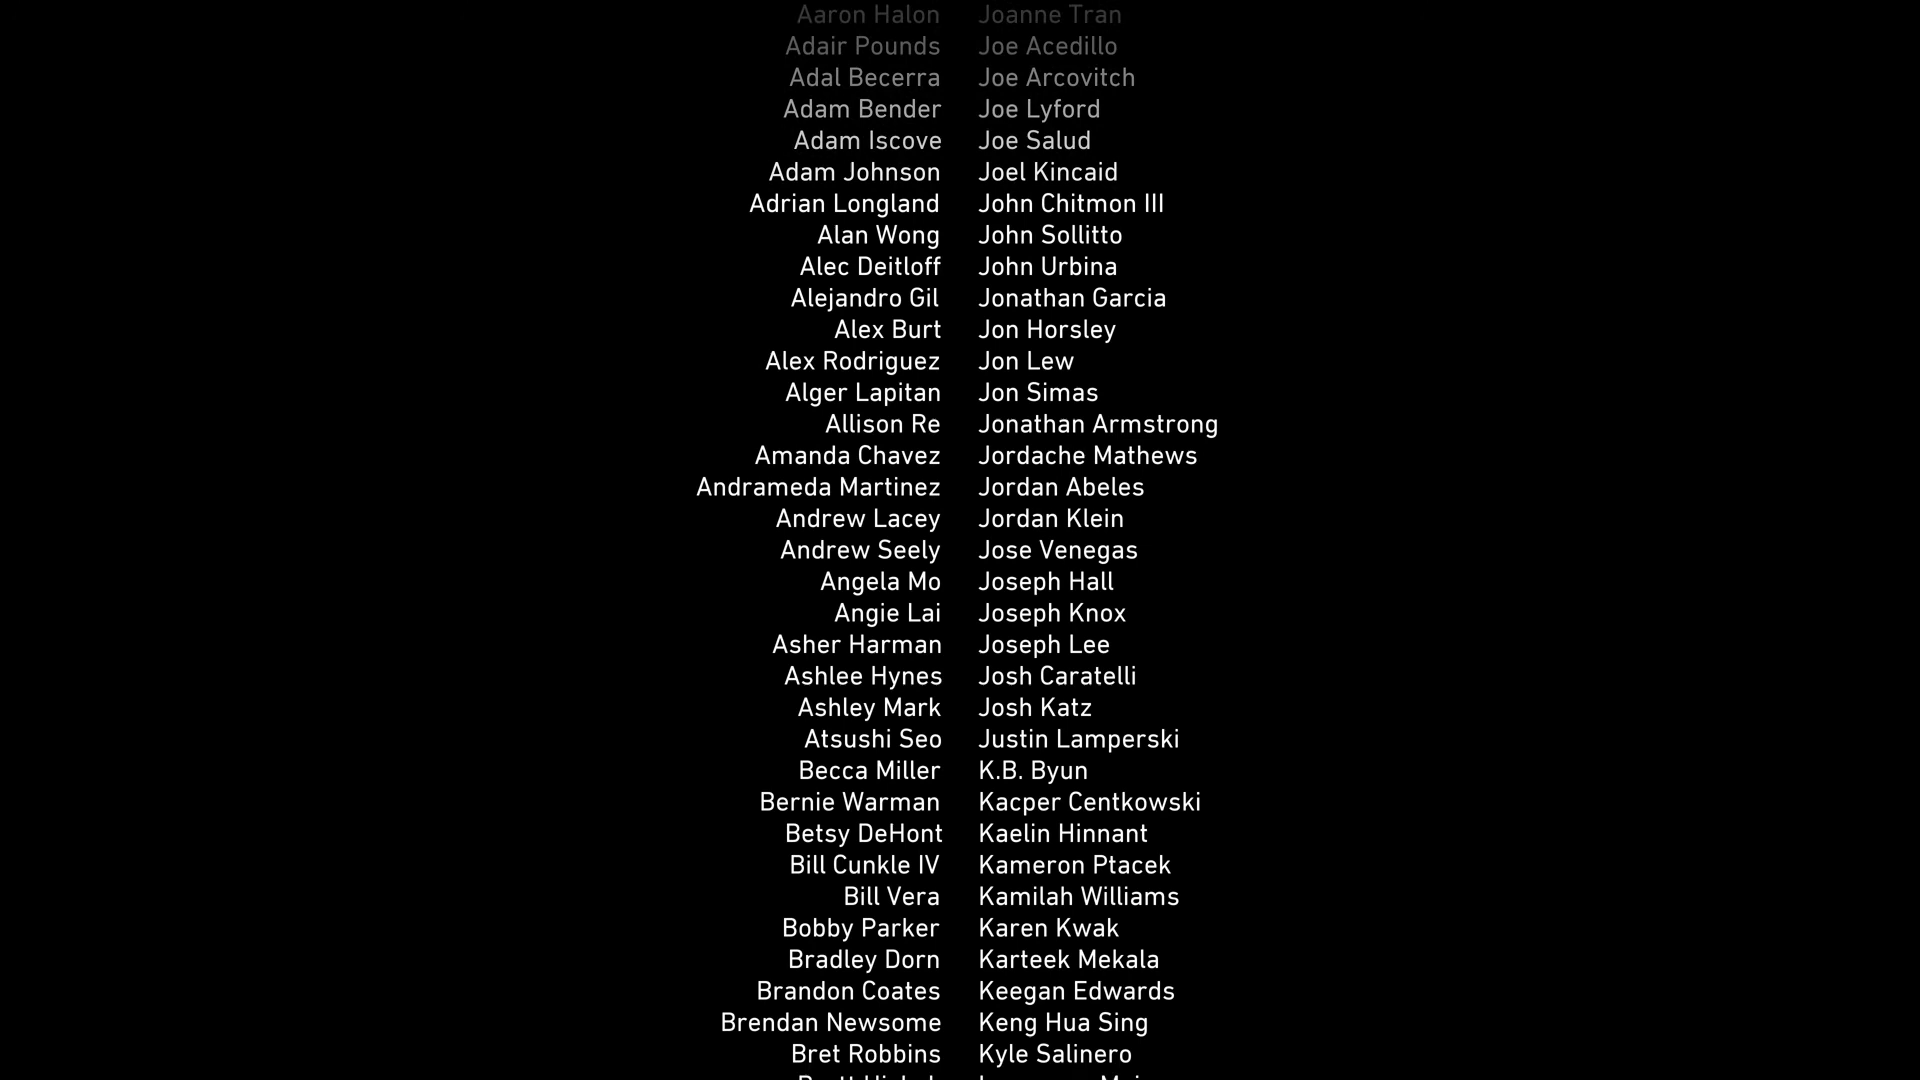 Aaron Halon Joanne Tran
Adair Pounds Joe Acedillo
Adal Becerra Joe Arcovitch
Adam Bender Joe Lyford
Adam Iscove Joe Salud
Adam Johnson Joel Kincaid
Adrian Longland John Chitmon III
Alan Wong John Sollitto
Alec Deitloff John Urbina
Alejandro Gil Jonathan Garcia
Alex Burt Jon Horsley
Alex Rodriguez Jon Lew
Alger Lapitan Jon Simas
Allison Re Jonathan Armstrong
Amanda Chavez Jordache Mathews
Andrameda Martinez Jordan Abeles
Andrew Lacey Jordan Klein
Andrew Seely Jose Venegas
Angela Mo Joseph Hall
Angie Lai Joseph Knox
Asher Harman Joseph Lee
Ashlee Hynes Josh Caratelli
Ashley Mark Josh Katz
Atsushi Seo Justin Lamperski
Becca Miller K.B. Byun
Bernie Warman Kacper Centkowski
Betsy DeHont Kaelin Hinnant
Bill Cunkle IV Kameron Ptacek
Bill Vera Kamilah Williams
Bobby Parker Karen Kwak
Bradley Dorn Karteek Mekala
Brandon Coates Keegan Edwards
Brendan Newsome Keng Hua Sing
Bret Robbins Kyle Salinero